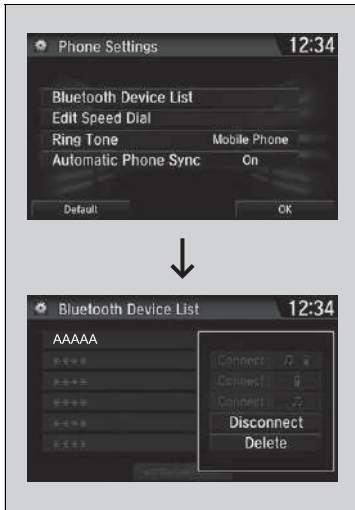 Phone Settings 12:34
Bluetooth Device List
Edit Speed Dial
Ring Tone Mobile Phone
Automatic Phone Sync On
Default OK
Bluetooth Device List 12:34
AAAAA
Connect
Connect
Connect
Disconnect
Delete